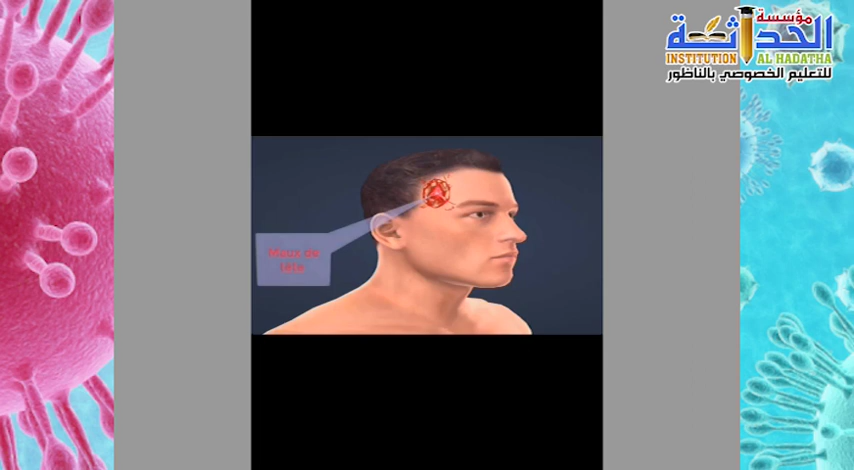 مؤسسة
الحداثة
INSTITUTION AL HADATHA
للتعليم الخصوصي بالناظور
Maux de
tête